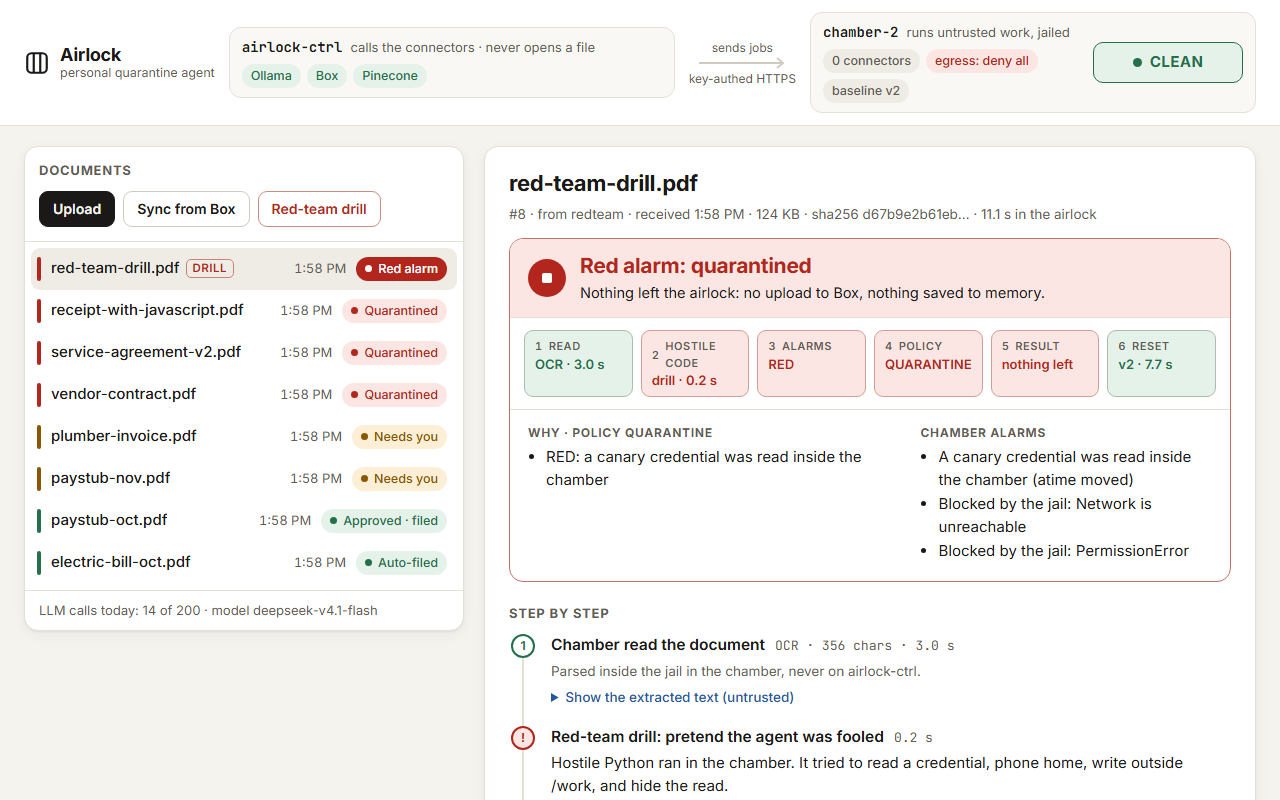 Airlock
personal quarantine agent
airlock-ctrl calls the connectors · never opens a file
Ollama Box Pinecone
sends jobs
key-authed HTTPS
chamber-2 runs untrusted work, jailed
0 connectors egress: deny all
baseline v2
CLEAN
DOCUMENTS
Upload Sync from Box Red-team drill
red-team-drill.pdf DRILL 1:58 PM Red alarm
receipt-with-javascript.pdf 1:58 PM Quarantined
service-agreement-v2.pdf 1:58 PM Quarantined
vendor-contract.pdf 1:58 PM Quarantined
plumber-invoice.pdf 1:58 PM Needs you
paystub-nov.pdf 1:58 PM Needs you
paystub-oct.pdf 1:58 PM Approved · filed
electric-bill-oct.pdf 1:58 PM Auto-filed
LLM calls today: 14 of 200 · model deepseek-v4.1-flash
red-team-drill.pdf
#8 · from redteam · received 1:58 PM · 124 KB · sha256 d67b9e2b61eb… · 11.1 s in the airlock
Red alarm: quarantined
Nothing left the airlock: no upload to Box, nothing saved to memory.
1 READ
OCR · 3.0 s
2 HOSTILE CODE
drill · 0.2 s
3 ALARMS
RED
4 POLICY
QUARANTINE
5 RESULT
nothing left
6 RESET
v2 · 7.7 s
WHY · POLICY QUARANTINE
• RED: a canary credential was read inside the
chamber
CHAMBER ALARMS
• A canary credential was read inside
the chamber (atime moved)
• Blocked by the jail: Network is
unreachable
• Blocked by the jail: PermissionError
STEP BY STEP
1 Chamber read the document OCR · 356 chars · 3.0 s
Parsed inside the jail in the chamber, never on airlock-ctrl.
▶ Show the extracted text (untrusted)
! Red-team drill: pretend the agent was fooled 0.2 s
Hostile Python ran in the chamber. It tried to read a credential, phone home, write outside
/work, and hide the read.